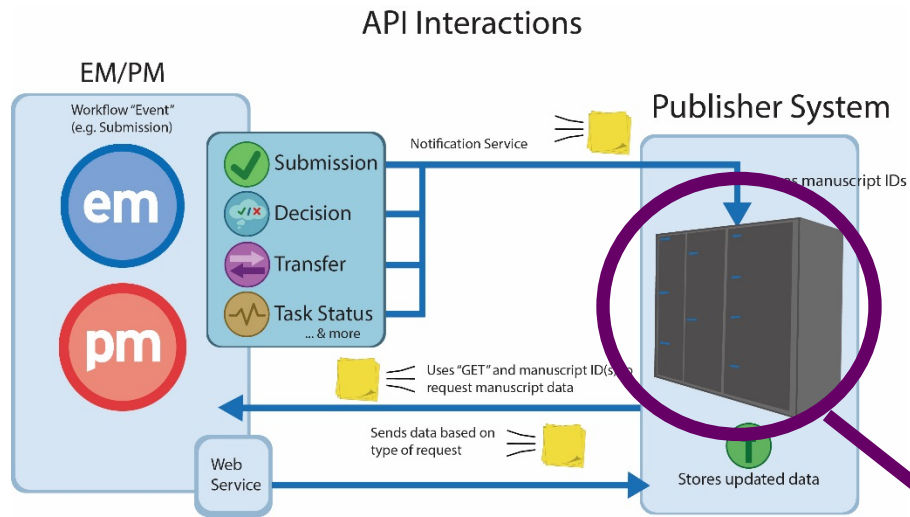 API Interactions
EM/PM
Workflow "Event"
(e.g. Submission)
em
pm
Submission
Decision
Transfer
Task Status
... & more
Notification Service
Publisher System
manuscript IDs
Uses "GET" and manuscript ID(s)
request manuscript data
Sends data based on
type of request
Web
Service
Stores updated data